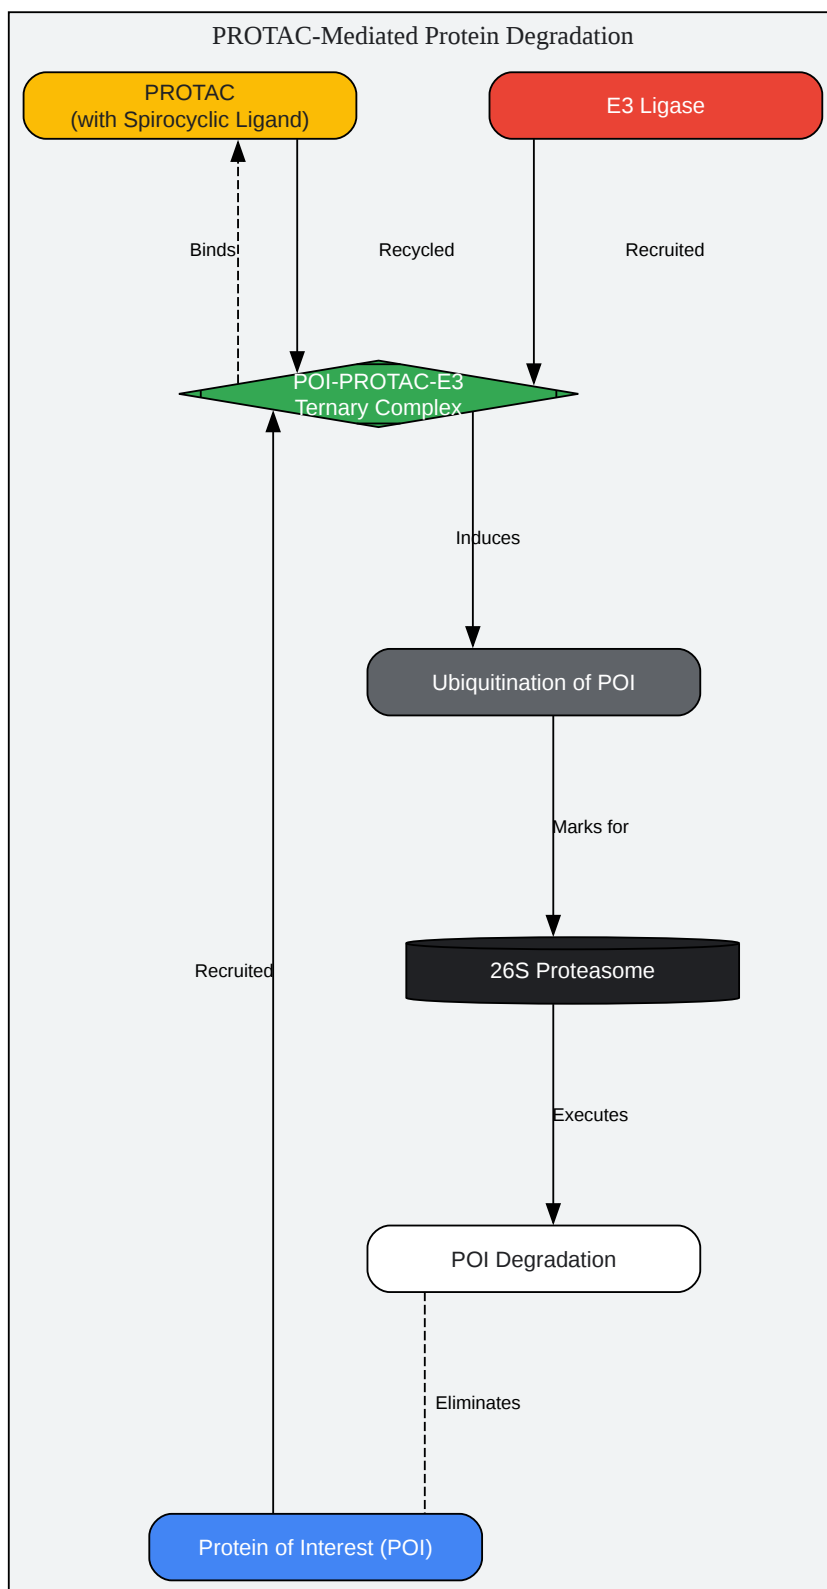 PROTAC-Mediated Protein Degradation
PROTAC
(with Spirocyclic Ligand)
E3 Ligase
Binds
Recycled
Recruited
POI-PROTAC-E3
Ternary Complex
Induces
Ubiquitination of POI
Marks for
Recruited
26S Proteasome
Executes
POI Degradation
Eliminates
Protein of Interest (POI)